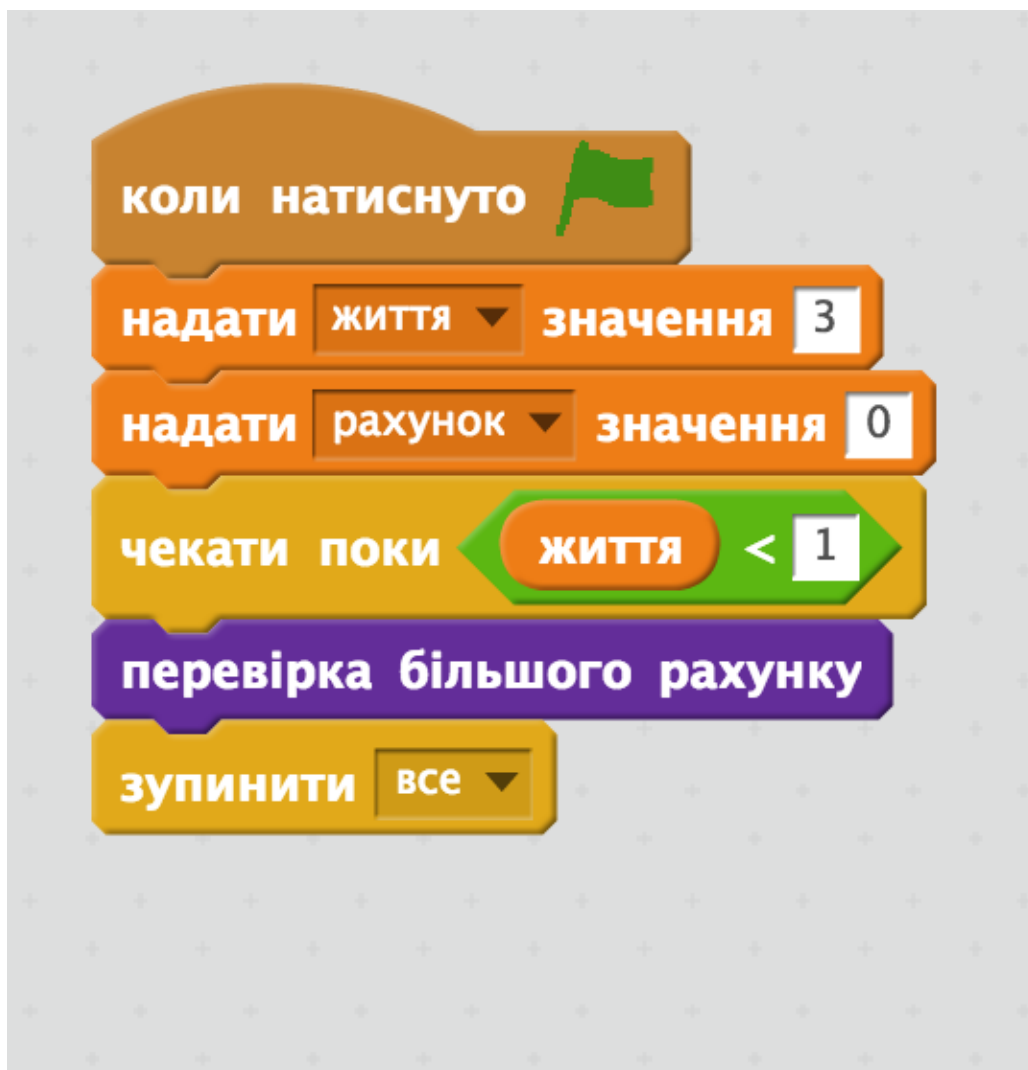 коли натиснуто
надати життя значення 3
надати рахунок значення 0
чекати поки життя < 1
перевірка більшого рахунку
зупинити все